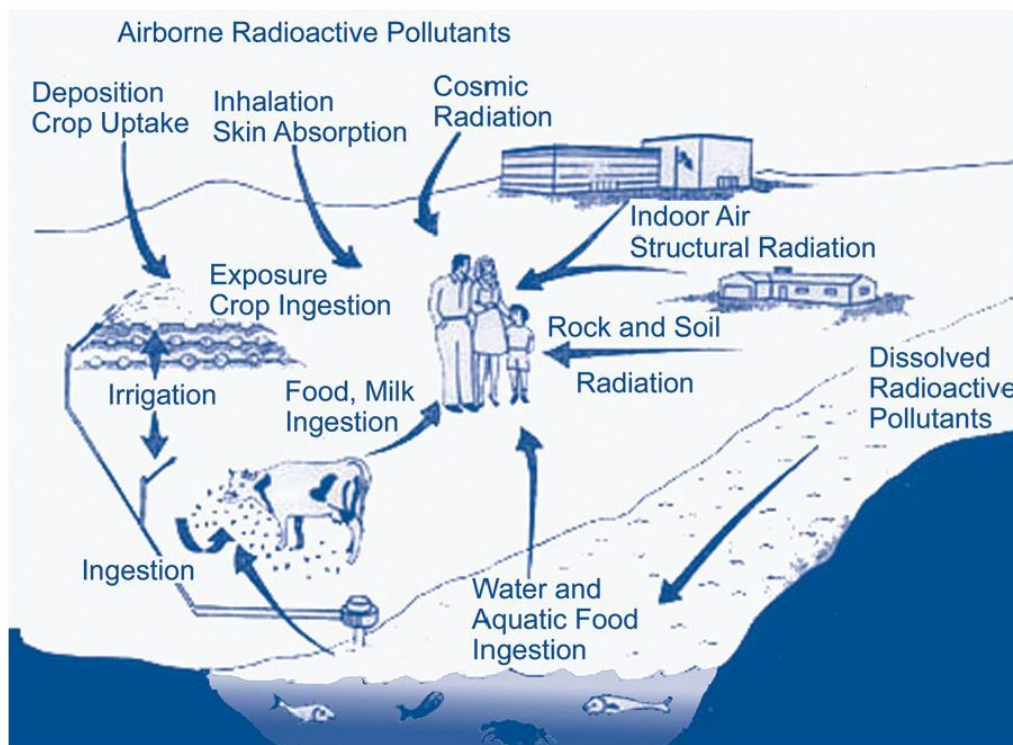 Airborne Radioactive Pollutants
Deposition
Crop Uptake
Inhalation
Skin Absorption
Cosmic
Radiation
Indoor Air
Structural Radiation
Exposure
Crop Ingestion
Rock and Soil
Radiation
Dissolved
Radioactive
Pollutants
Irrigation
Food, Milk
Ingestion
Ingestion
Water and
Aquatic Food
Ingestion